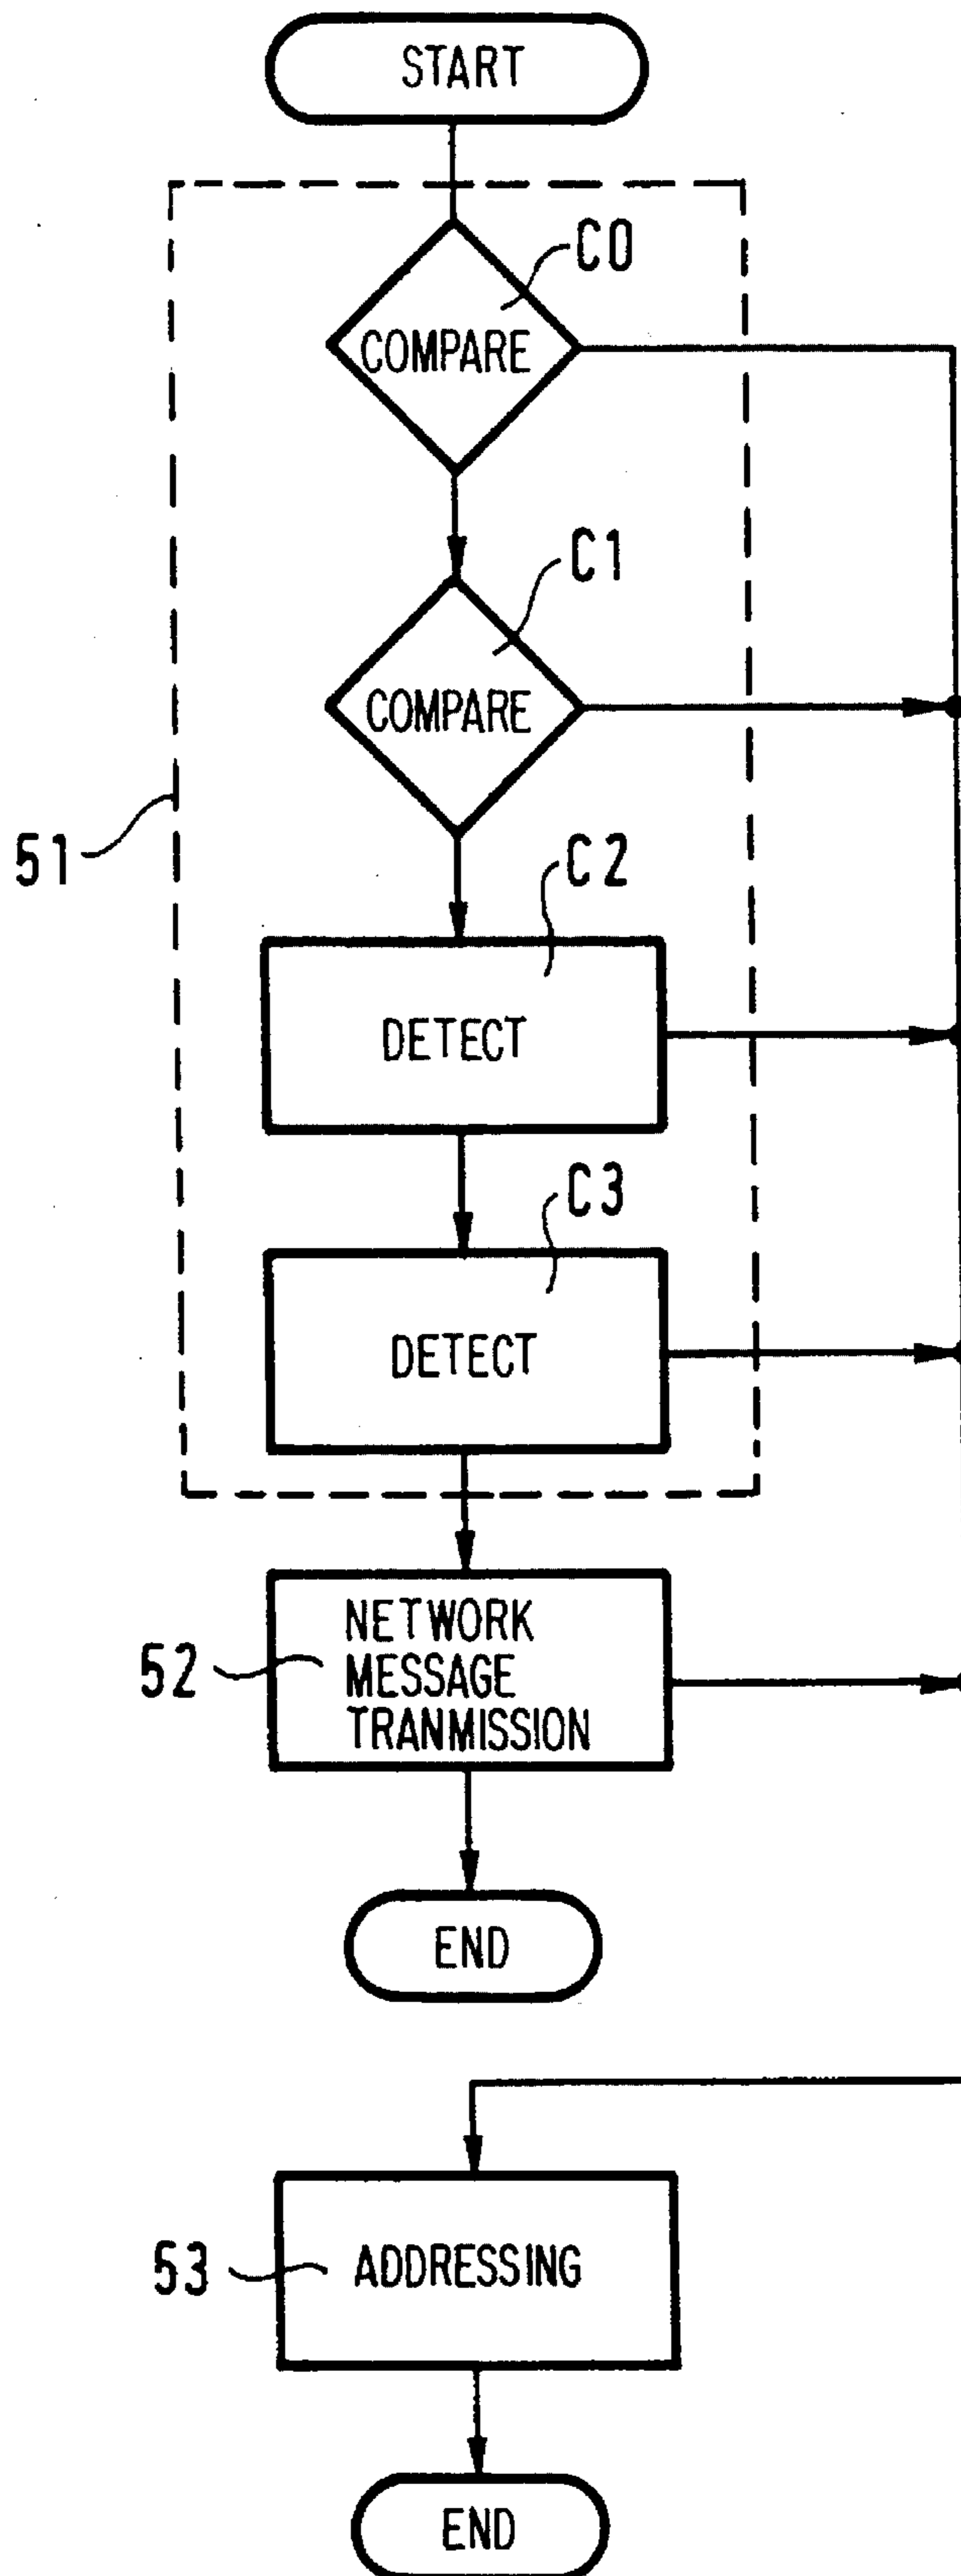 START
C0
COMPARE
C1
COMPARE
51
C2
DETECT
C3
DETECT
52
NETWORK
MESSAGE
TRANMISSION
END
53
ADDRESSING
END